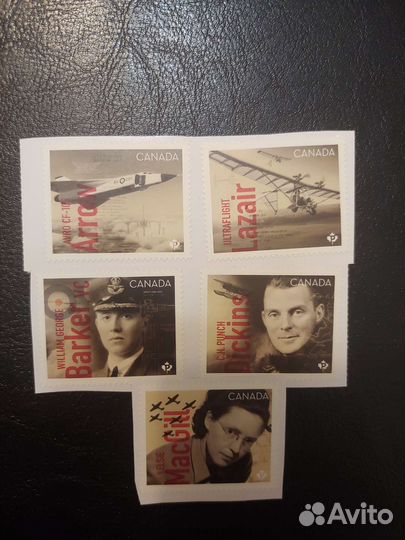 CANADA
AVRO CF-105
Arrow
P
CANADA
ULTRAFLIGHT
Lazair
P
CANADA
WILLIAM GEORGE
Barker VC
P
CANADA
C.H. PUNCH
Dickins
P
CANADA
ELSIE
MacGill
P
Avito